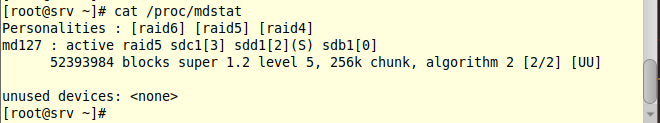 [root@srv ~]# cat /proc/mdstat
Personalities : [raid6] [raid5] [raid4]
md127 : active raid5 sdc1[3] sdd1[2](S) sdb1[0]
      52393984 blocks super 1.2 level 5, 256k chunk, algorithm 2 [2/2] [UU]

unused devices: <none>
[root@srv ~]#